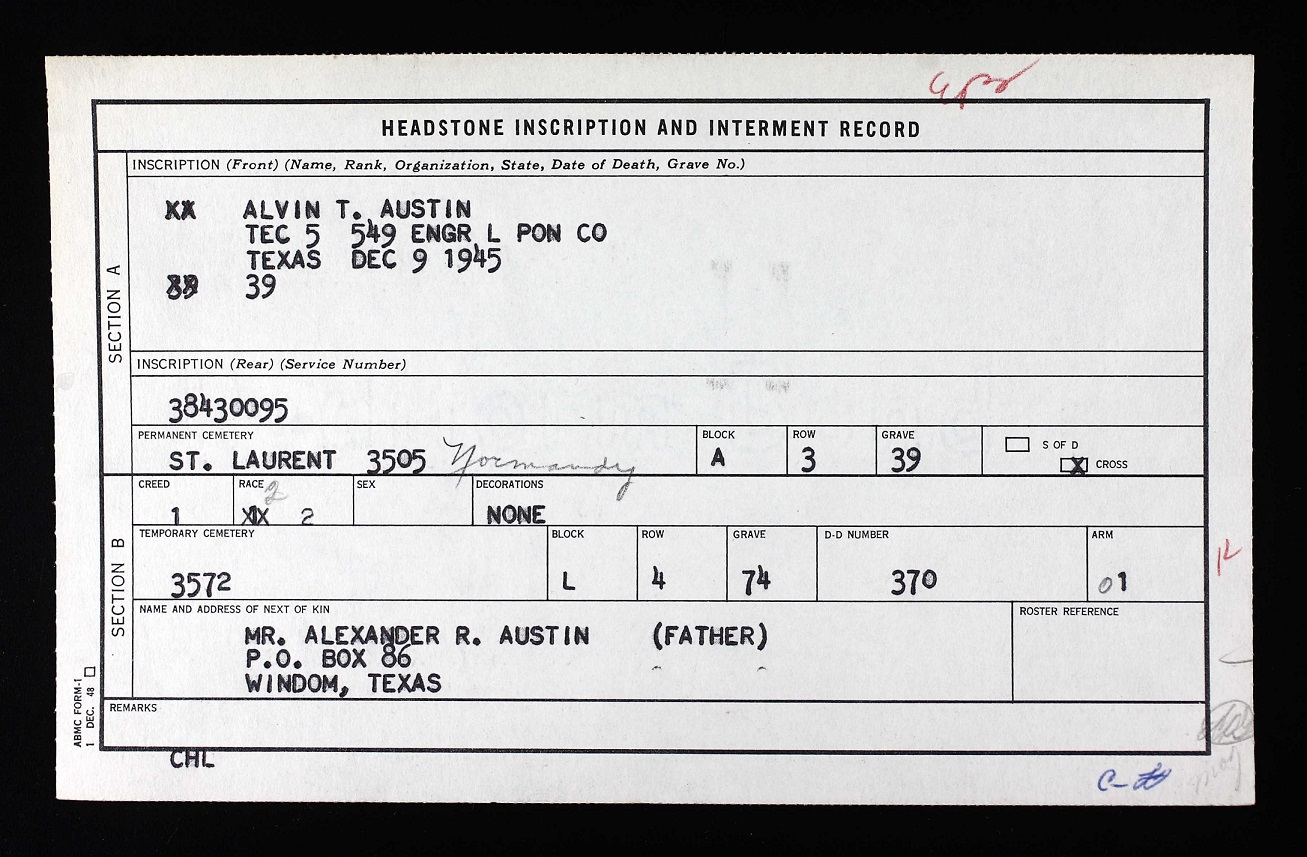 HEADSTONE INSCRIPTION AND INTERMENT RECORD
SECTION A
INSCRIPTION (Front) (Name, Rank, Organization, State, Date of Death, Grave No.)
XX ALVIN T. AUSTIN
TEC 5 549 ENGR L PON CO
TEXAS DEC 9 1945
39
INSCRIPTION (Rear) (Service Number)
38430095
PERMANENT CEMETERY
ST. LAURENT 3505 Normandy
BLOCK
A
ROW
3
GRAVE
39
S OF D
X CROSS
SECTION B
CREED
1
RACE 2
2
SEX
DECORATIONS
NONE
TEMPORARY CEMETERY
3572
BLOCK
L
ROW
4
GRAVE
74
D-D NUMBER
370
ARM
01
NAME AND ADDRESS OF NEXT OF KIN
MR. ALEXANDER R. AUSTIN (FATHER)
P.O. BOX 86
WINDOM, TEXAS
ROSTER REFERENCE
REMARKS
CHL
ABMC FORM-1
1 DEC. 48